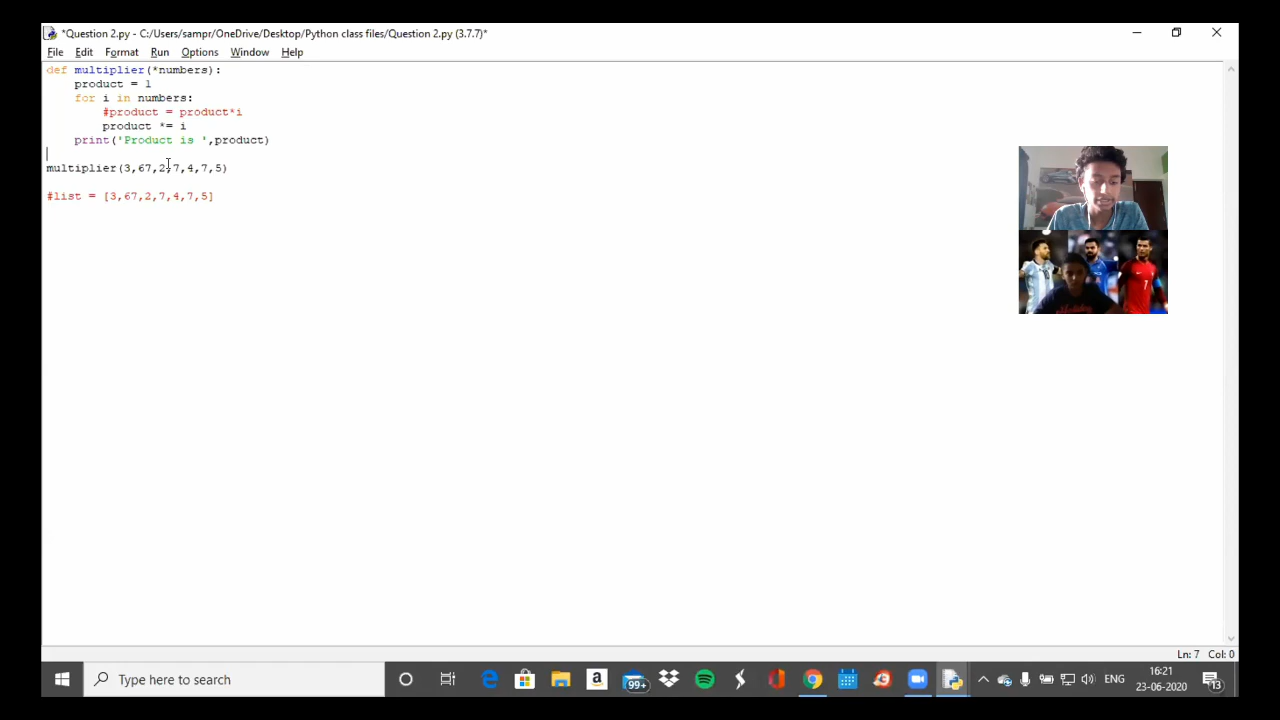 *Question 2.py - C:/Users/sampr/OneDrive/Desktop/Python class files/Question 2.py (3.7.7)*
File Edit Format Run Options Window Help
def multiplier(*numbers):
    product = 1
    for i in numbers:
        #product = product*i
        product *= i
    print('Product is ',product)
multiplier(3,67,2,7,4,7,5)
#list = [3,67,2,7,4,7,5]
7
Ln: 7 Col: 0
Type here to search
a
99+
ENG
16:21
23-06-2020
13